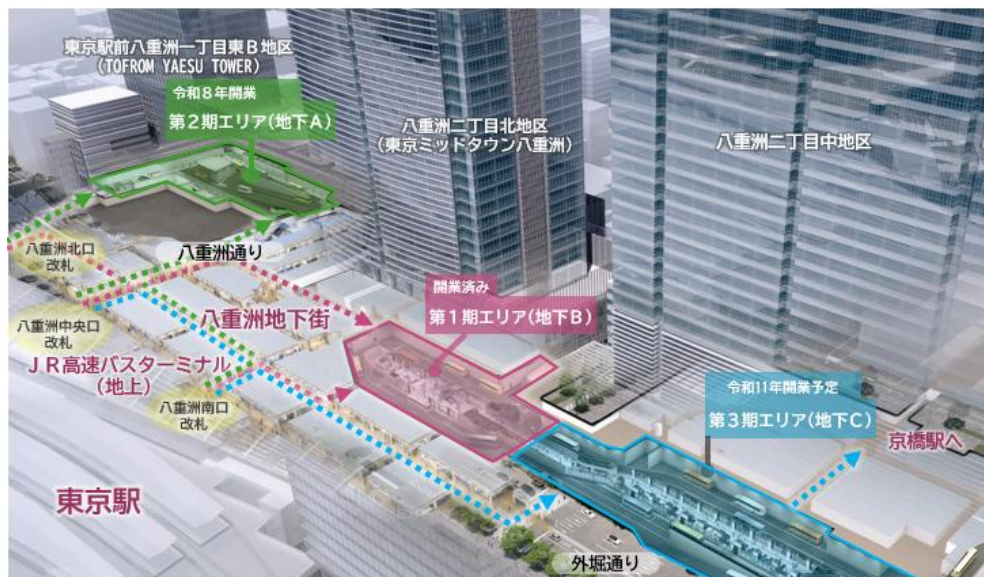 東京駅前八重洲一丁目東B地区
(TOFROM YAESU TOWER)
令和8年開業
第2期エリア(地下A)
八重洲二丁目北地区
(東京ミッドタウン八重洲)
八重洲二丁目中地区
八重洲北口
改札
八重洲通り
開業済み
第1期エリア(地下B)
八重洲地下街
八重洲中央口
改札
JR高速バスターミナル
(地上)
八重洲南口
改札
令和11年開業予定
第3期エリア(地下C)
京橋駅へ
東京駅
外堀通り